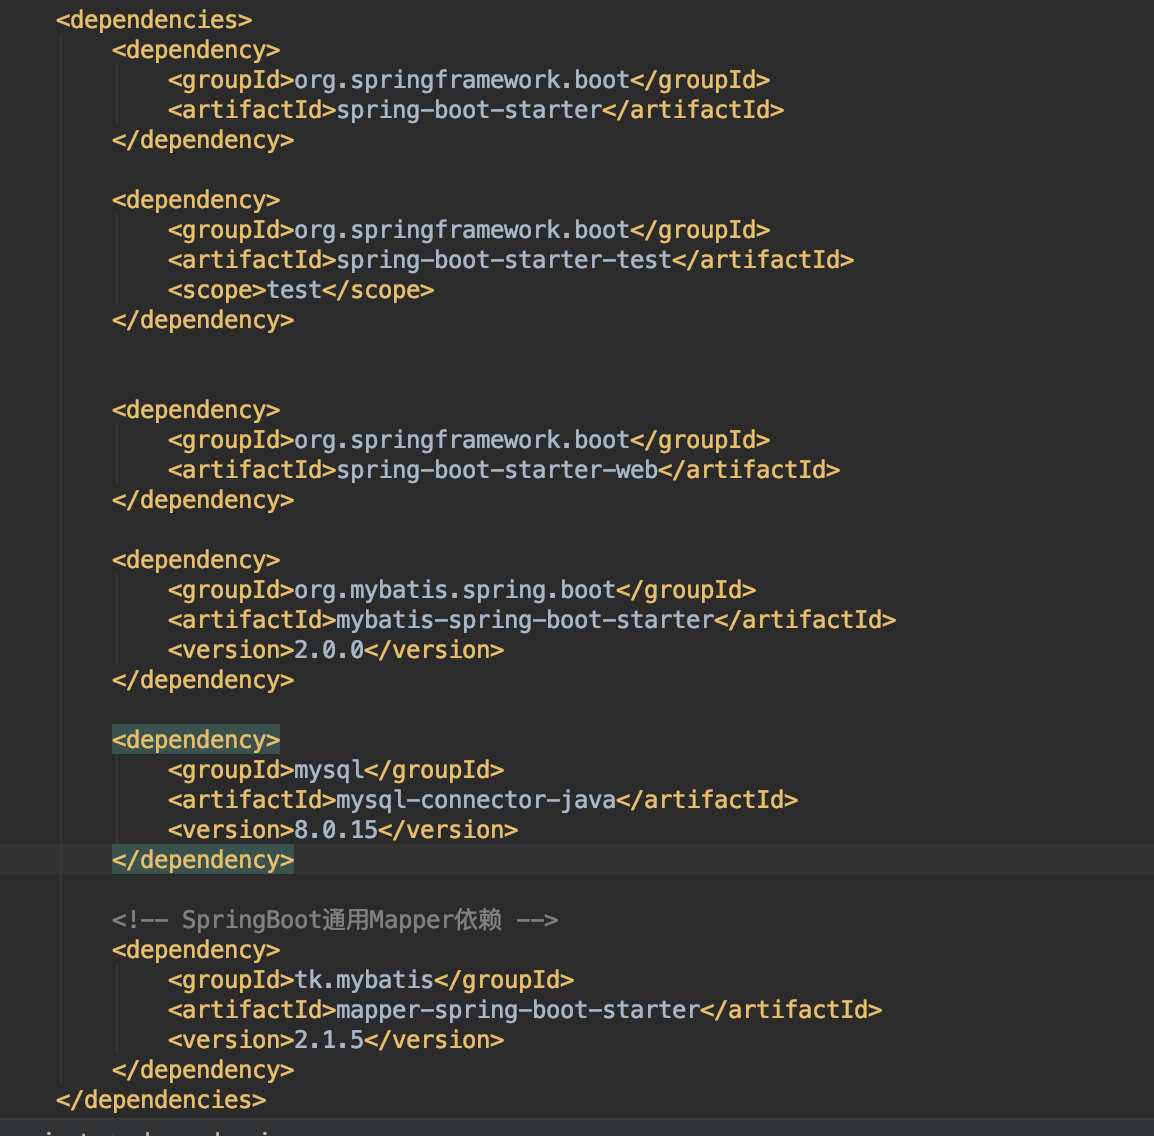 <dependencies>
<dependency>
<groupId>org.springframework.boot</groupId>
<artifactId>spring-boot-starter</artifactId>
</dependency>
<dependency>
<groupId>org.springframework.boot</groupId>
<artifactId>spring-boot-starter-test</artifactId>
<scope>test</scope>
</dependency>
<dependency>
<groupId>org.springframework.boot</groupId>
<artifactId>spring-boot-starter-web</artifactId>
</dependency>
<dependency>
<groupId>org.mybatis.spring.boot</groupId>
<artifactId>mybatis-spring-boot-starter</artifactId>
<version>2.0.0</version>
</dependency>
<dependency>
<groupId>mysql</groupId>
<artifactId>mysql-connector-java</artifactId>
<version>8.0.15</version>
</dependency>
<!-- SpringBoot通用Mapper依赖 -->
<dependency>
<groupId>tk.mybatis</groupId>
<artifactId>mapper-spring-boot-starter</artifactId>
<version>2.1.5</version>
</dependency>
</dependencies>